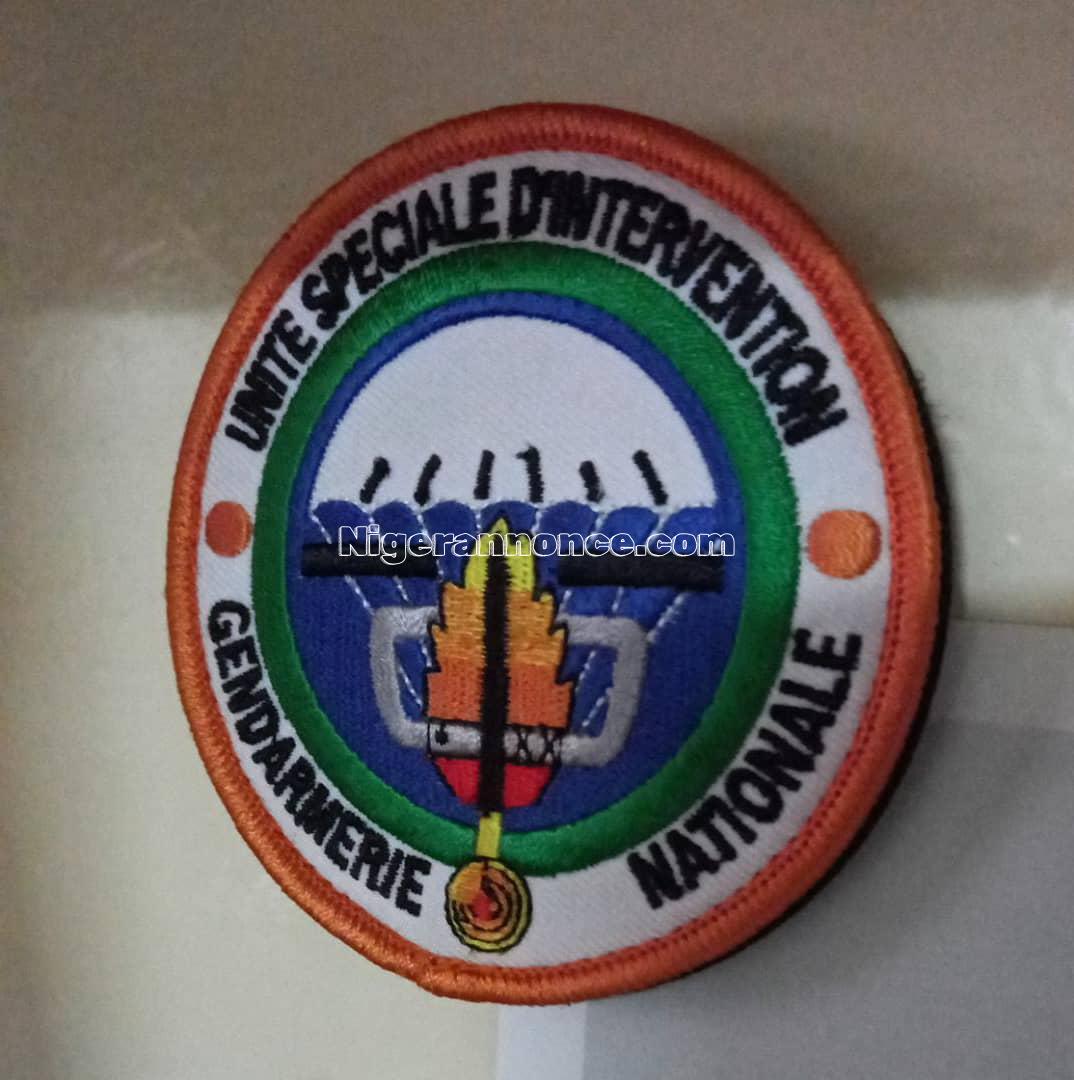 UNITE SPECIALE D'INTERVENTION
Nigerannonce.com
GENDARMERIE
NATIONALE